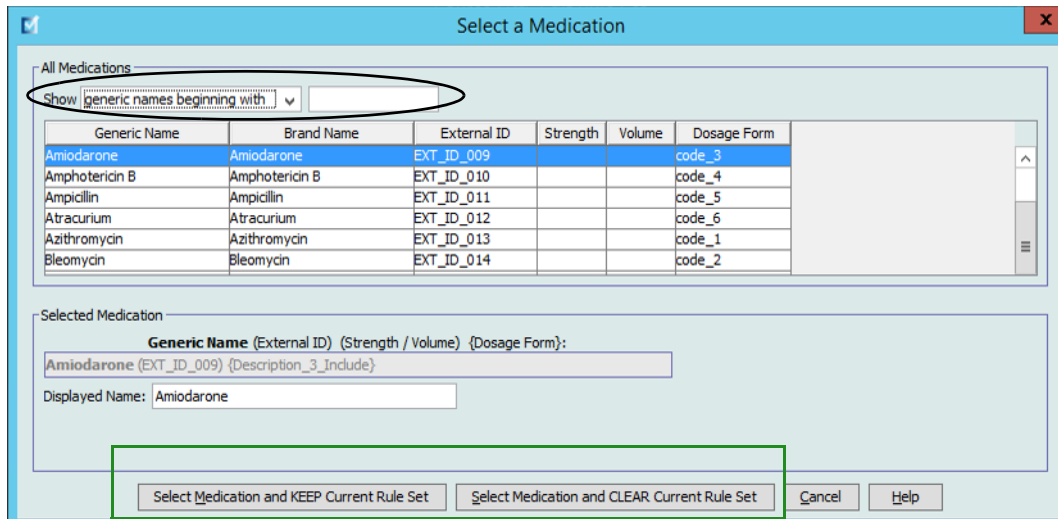 Select a Medication
x
All Medications
Show generic names beginning with
Generic Name Brand Name External ID Strength Volume Dosage Form
Amiodarone Amiodarone EXT_ID_009 code_3
Amphotericin B Amphotericin B EXT_ID_010 code_4
Ampicillin Ampicillin EXT_ID_011 code_5
Atracurium Atracurium EXT_ID_012 code_6
Azithromycin Azithromycin EXT_ID_013 code_1
Bleomycin Bleomycin EXT_ID_014 code_2
Selected Medication
Generic Name (External ID) (Strength / Volume) {Dosage Form}:
Amiodarone (EXT_ID_009) {Description_3_Include}
Displayed Name: Amiodarone
Select Medication and KEEP Current Rule Set Select Medication and CLEAR Current Rule Set Cancel Help